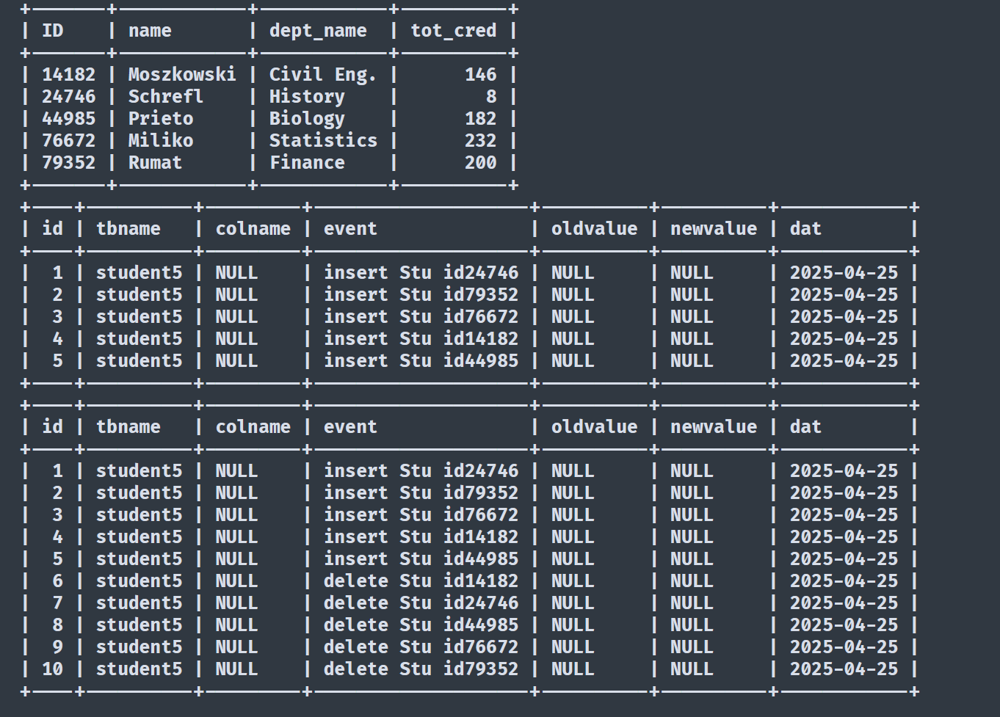 +-------+------------+------------+----------+
| ID    | name       | dept_name  | tot_cred |
+-------+------------+------------+----------+
| 14182 | Moszkowski | Civil Eng. |      146 |
| 24746 | Schrefl    | History    |        8 |
| 44985 | Prieto     | Biology    |      182 |
| 76672 | Miliko     | Statistics |      232 |
| 79352 | Rumat      | Finance    |      200 |
+-------+------------+------------+----------+
+----+----------+---------+--------------------+----------+----------+------------+
| id | tbname   | colname | event              | oldvalue | newvalue | dat        |
+----+----------+---------+--------------------+----------+----------+------------+
|  1 | student5 | NULL    | insert Stu id24746 | NULL     | NULL     | 2025-04-25 |
|  2 | student5 | NULL    | insert Stu id79352 | NULL     | NULL     | 2025-04-25 |
|  3 | student5 | NULL    | insert Stu id76672 | NULL     | NULL     | 2025-04-25 |
|  4 | student5 | NULL    | insert Stu id14182 | NULL     | NULL     | 2025-04-25 |
|  5 | student5 | NULL    | insert Stu id44985 | NULL     | NULL     | 2025-04-25 |
+----+----------+---------+--------------------+----------+----------+------------+
+----+----------+---------+--------------------+----------+----------+------------+
| id | tbname   | colname | event              | oldvalue | newvalue | dat        |
+----+----------+---------+--------------------+----------+----------+------------+
|  1 | student5 | NULL    | insert Stu id24746 | NULL     | NULL     | 2025-04-25 |
|  2 | student5 | NULL    | insert Stu id79352 | NULL     | NULL     | 2025-04-25 |
|  3 | student5 | NULL    | insert Stu id76672 | NULL     | NULL     | 2025-04-25 |
|  4 | student5 | NULL    | insert Stu id14182 | NULL     | NULL     | 2025-04-25 |
|  5 | student5 | NULL    | insert Stu id44985 | NULL     | NULL     | 2025-04-25 |
|  6 | student5 | NULL    | delete Stu id14182 | NULL     | NULL     | 2025-04-25 |
|  7 | student5 | NULL    | delete Stu id24746 | NULL     | NULL     | 2025-04-25 |
|  8 | student5 | NULL    | delete Stu id44985 | NULL     | NULL     | 2025-04-25 |
|  9 | student5 | NULL    | delete Stu id76672 | NULL     | NULL     | 2025-04-25 |
| 10 | student5 | NULL    | delete Stu id79352 | NULL     | NULL     | 2025-04-25 |
+----+----------+---------+--------------------+----------+----------+------------+